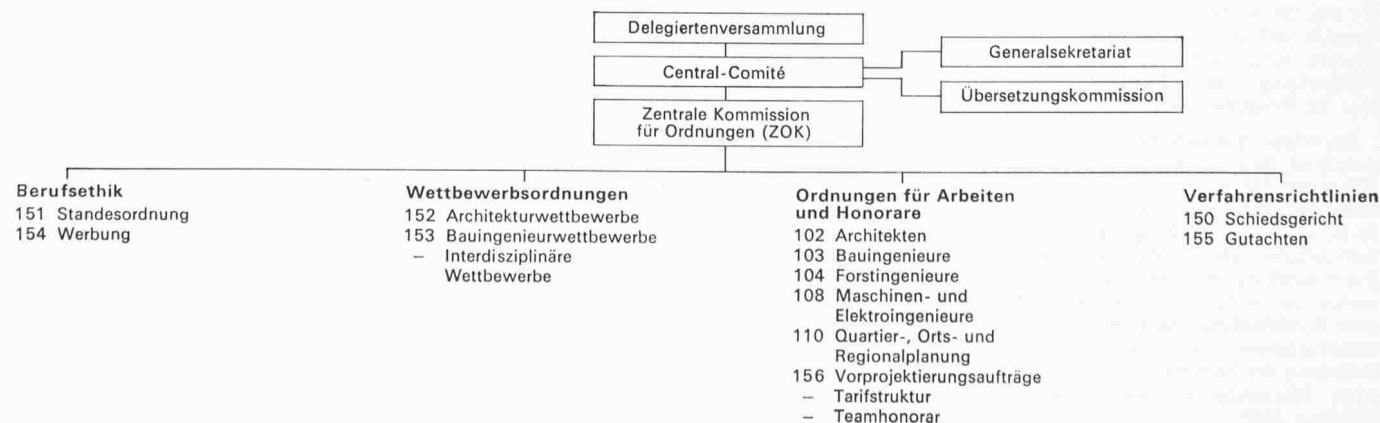 Delegiertenversammlung
Central-Comité
Generalsekretariat
Übersetzungskommission
Zentrale Kommission
für Ordnungen (ZOK)
Berufsethik
151 Standesordnung
154 Werbung
Wettbewerbsordnungen
152 Architekturwettbewerbe
153 Bauingenieurwettbewerbe
– Interdisziplinäre
Wettbewerbe
Ordnungen für Arbeiten
und Honorare
102 Architekten
103 Bauingenieure
104 Forstingenieure
108 Maschinen- und
Elektroingenieure
110 Quartier-, Orts- und
Regionalplanung
156 Vorprojektierungsaufträge
– Tarifstruktur
– Teamhonorar
Verfahrensrichtlinien
150 Schiedsgericht
155 Gutachten